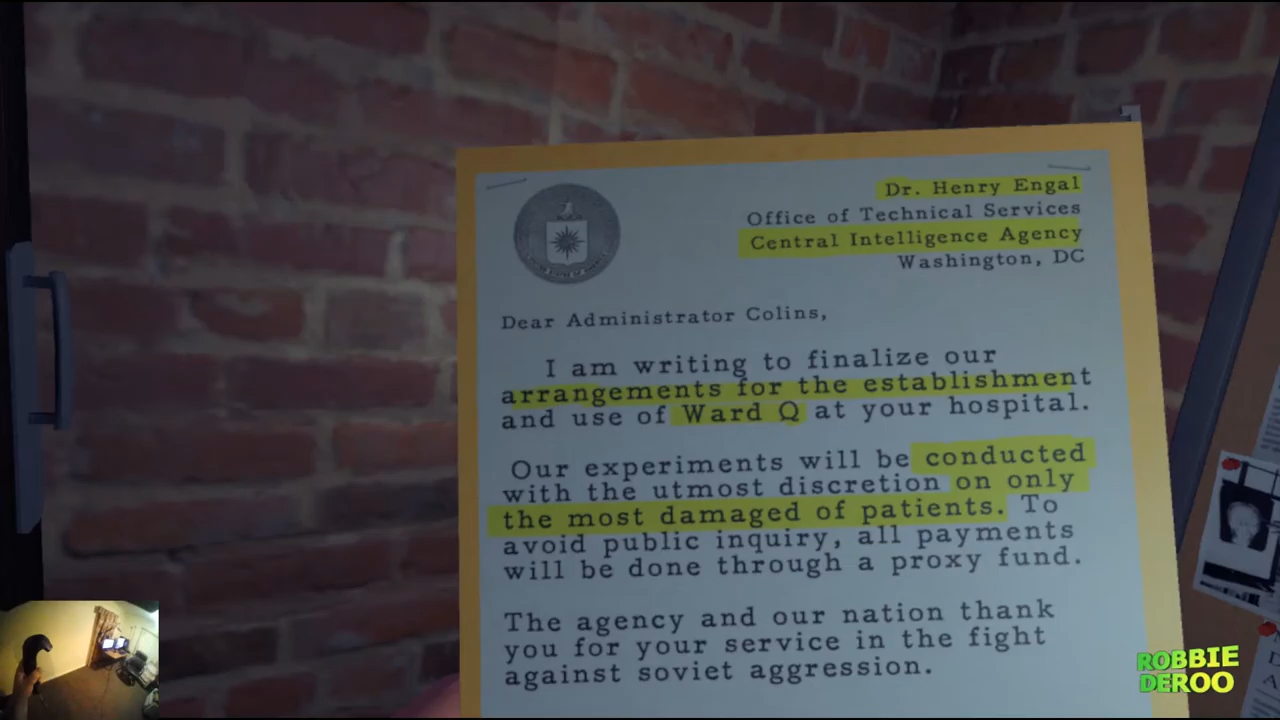 Dr. Henry Engal
Office of Technical Services
Central Intelligence Agency
Washington, DC
Dear Administrator Colins,
I am writing to finalize our
arrangements for the establishment
and use of Ward Q at your hospital.
Our experiments will be conducted
with the utmost discretion on only
the most damaged of patients. To
avoid public inquiry, all payments
will be done through a proxy fund.
The agency and our nation thank
you for your service in the fight
against soviet aggression.
ROBBIE
DEROO